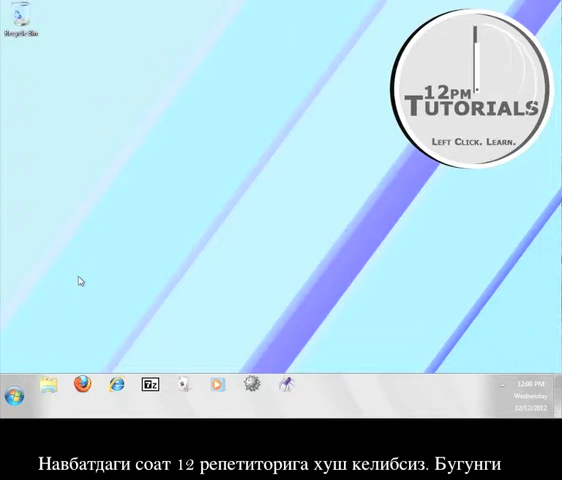 Recycle Bin
12PM
TUTORIALS
LEFT CLICK. LEARN.
7z
12:00 PM
Wednesday
12/12/2012
Навбатдаги соат 12 репетиторига хуш келибсиз. Бугунги